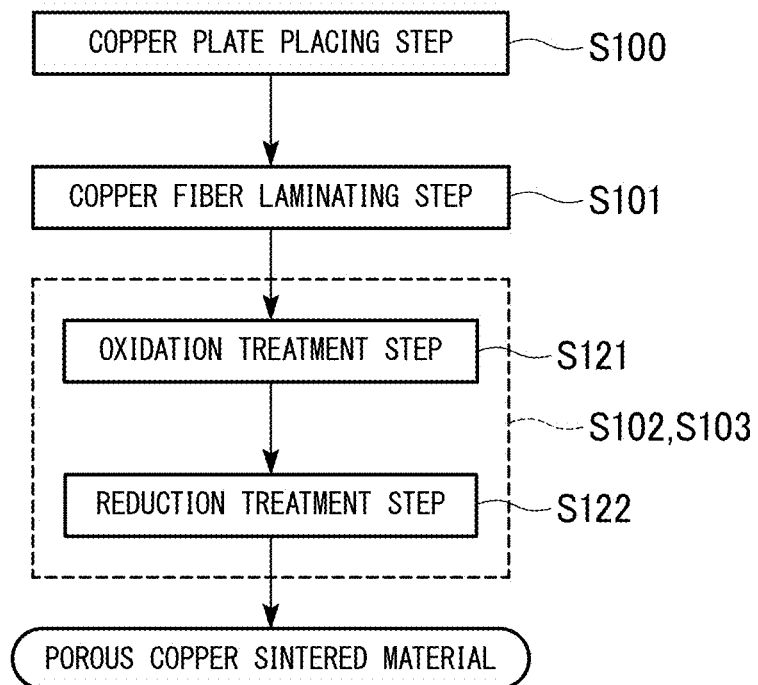 COPPER PLATE PLACING STEP
S100
COPPER FIBER LAMINATING STEP
S101
OXIDATION TREATMENT STEP
S121
S102,S103
REDUCTION TREATMENT STEP
S122
POROUS COPPER SINTERED MATERIAL